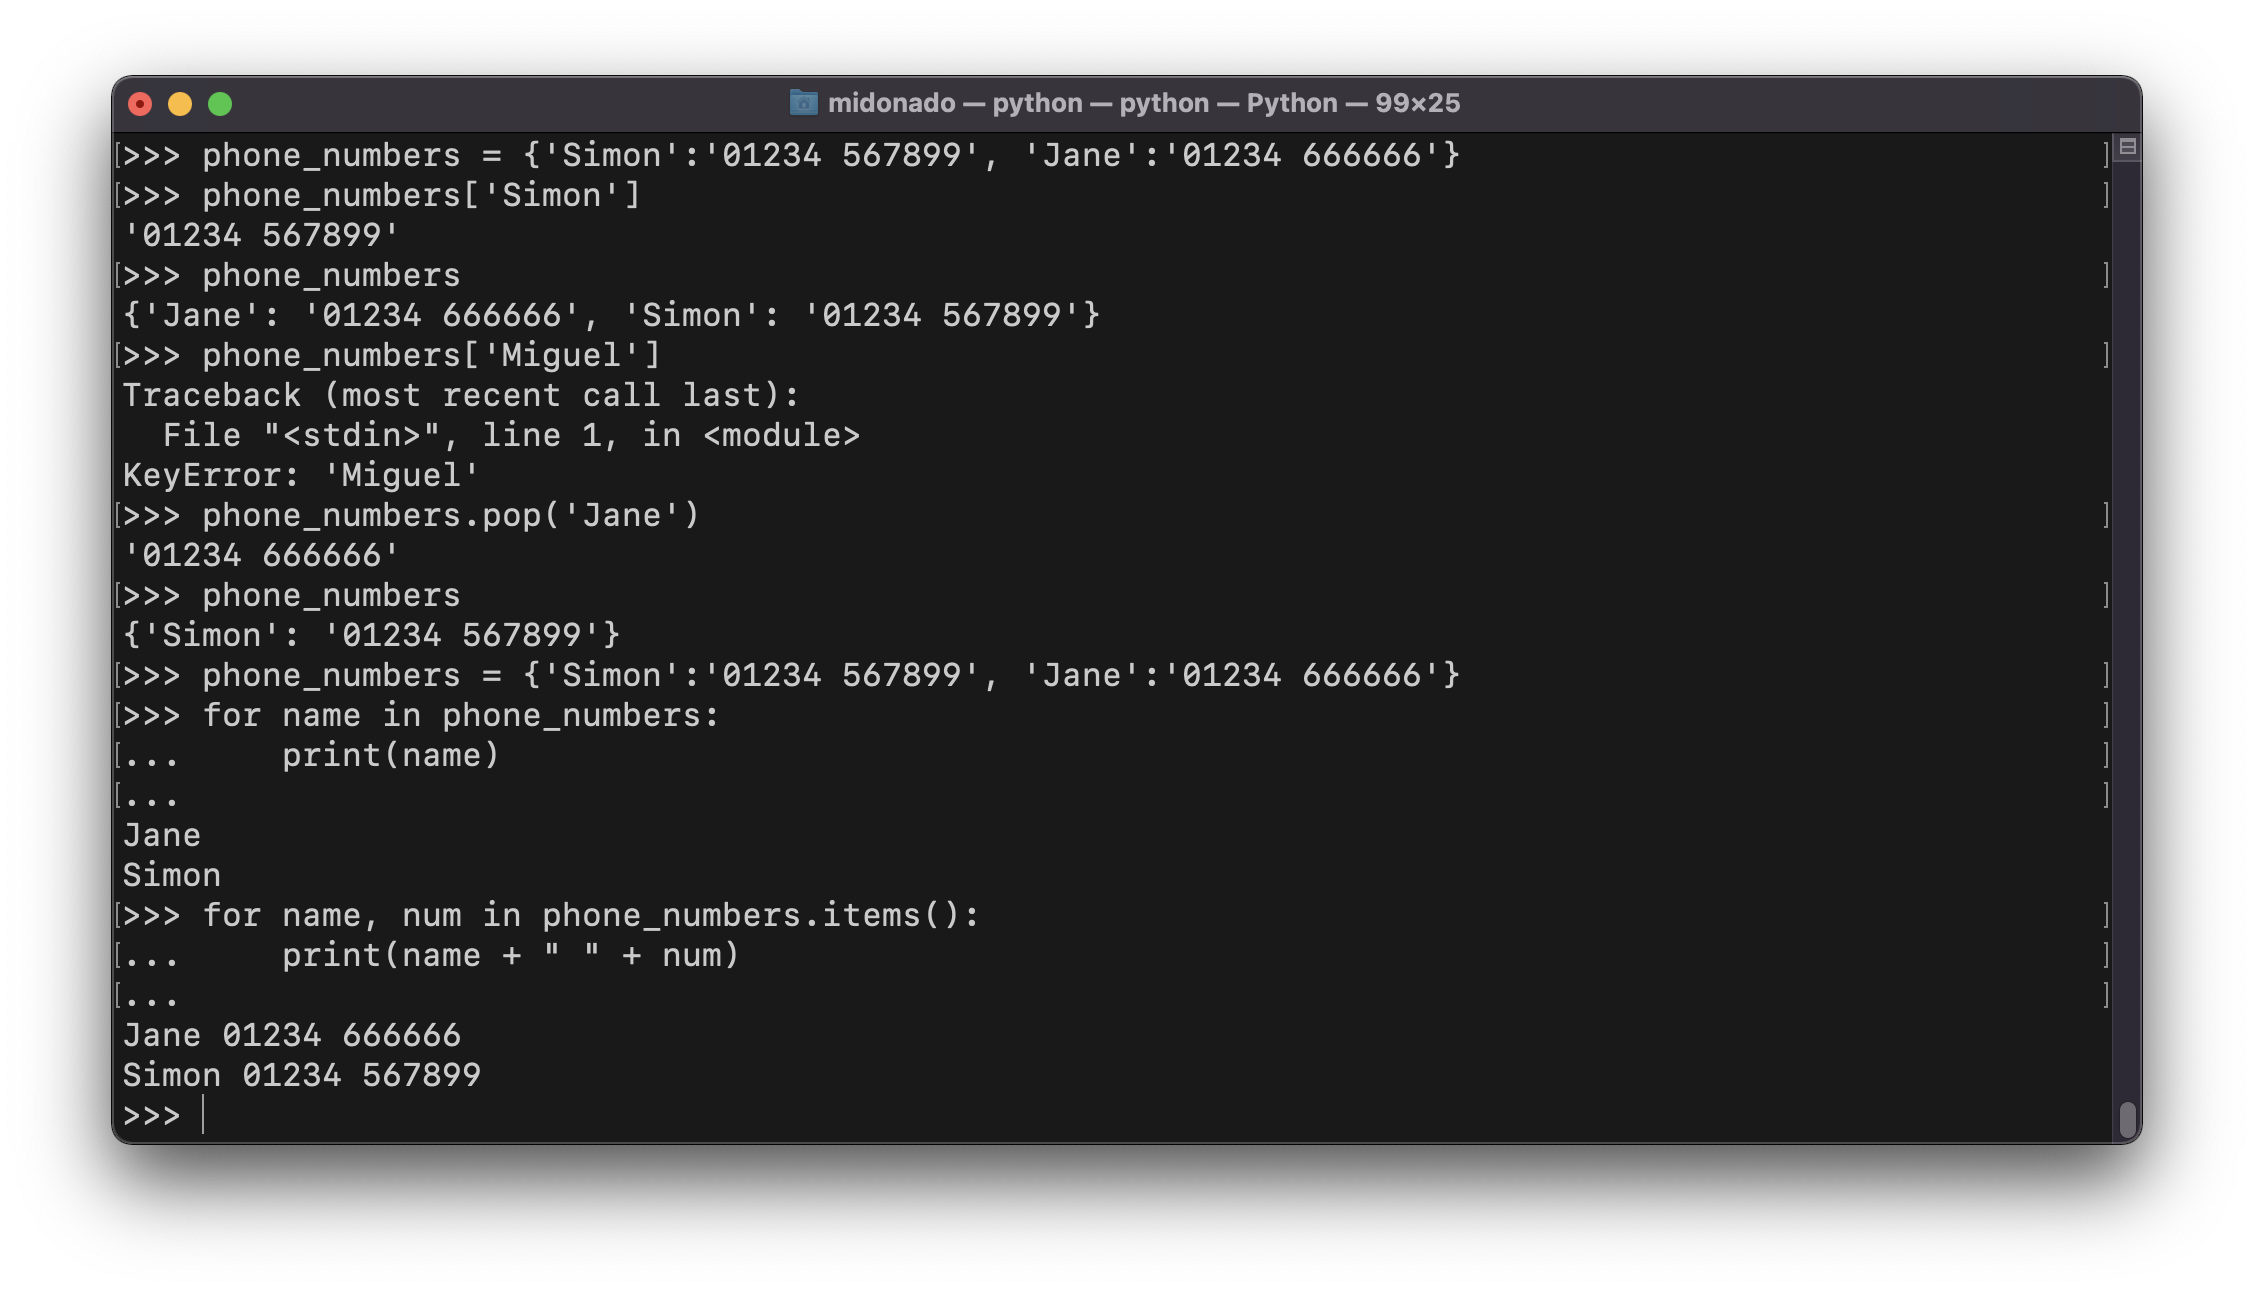 midonado — python — python — Python — 99×25
>>> phone_numbers = {'Simon':'01234 567899', 'Jane':'01234 666666'}
>>> phone_numbers['Simon']
'01234 567899'
>>> phone_numbers
{'Jane': '01234 666666', 'Simon': '01234 567899'}
>>> phone_numbers['Miguel']
Traceback (most recent call last):
  File "<stdin>", line 1, in <module>
KeyError: 'Miguel'
>>> phone_numbers.pop('Jane')
'01234 666666'
>>> phone_numbers
{'Simon': '01234 567899'}
>>> phone_numbers = {'Simon':'01234 567899', 'Jane':'01234 666666'}
>>> for name in phone_numbers:
...     print(name)
...
Jane
Simon
>>> for name, num in phone_numbers.items():
...     print(name + " " + num)
...
Jane 01234 666666
Simon 01234 567899
>>>